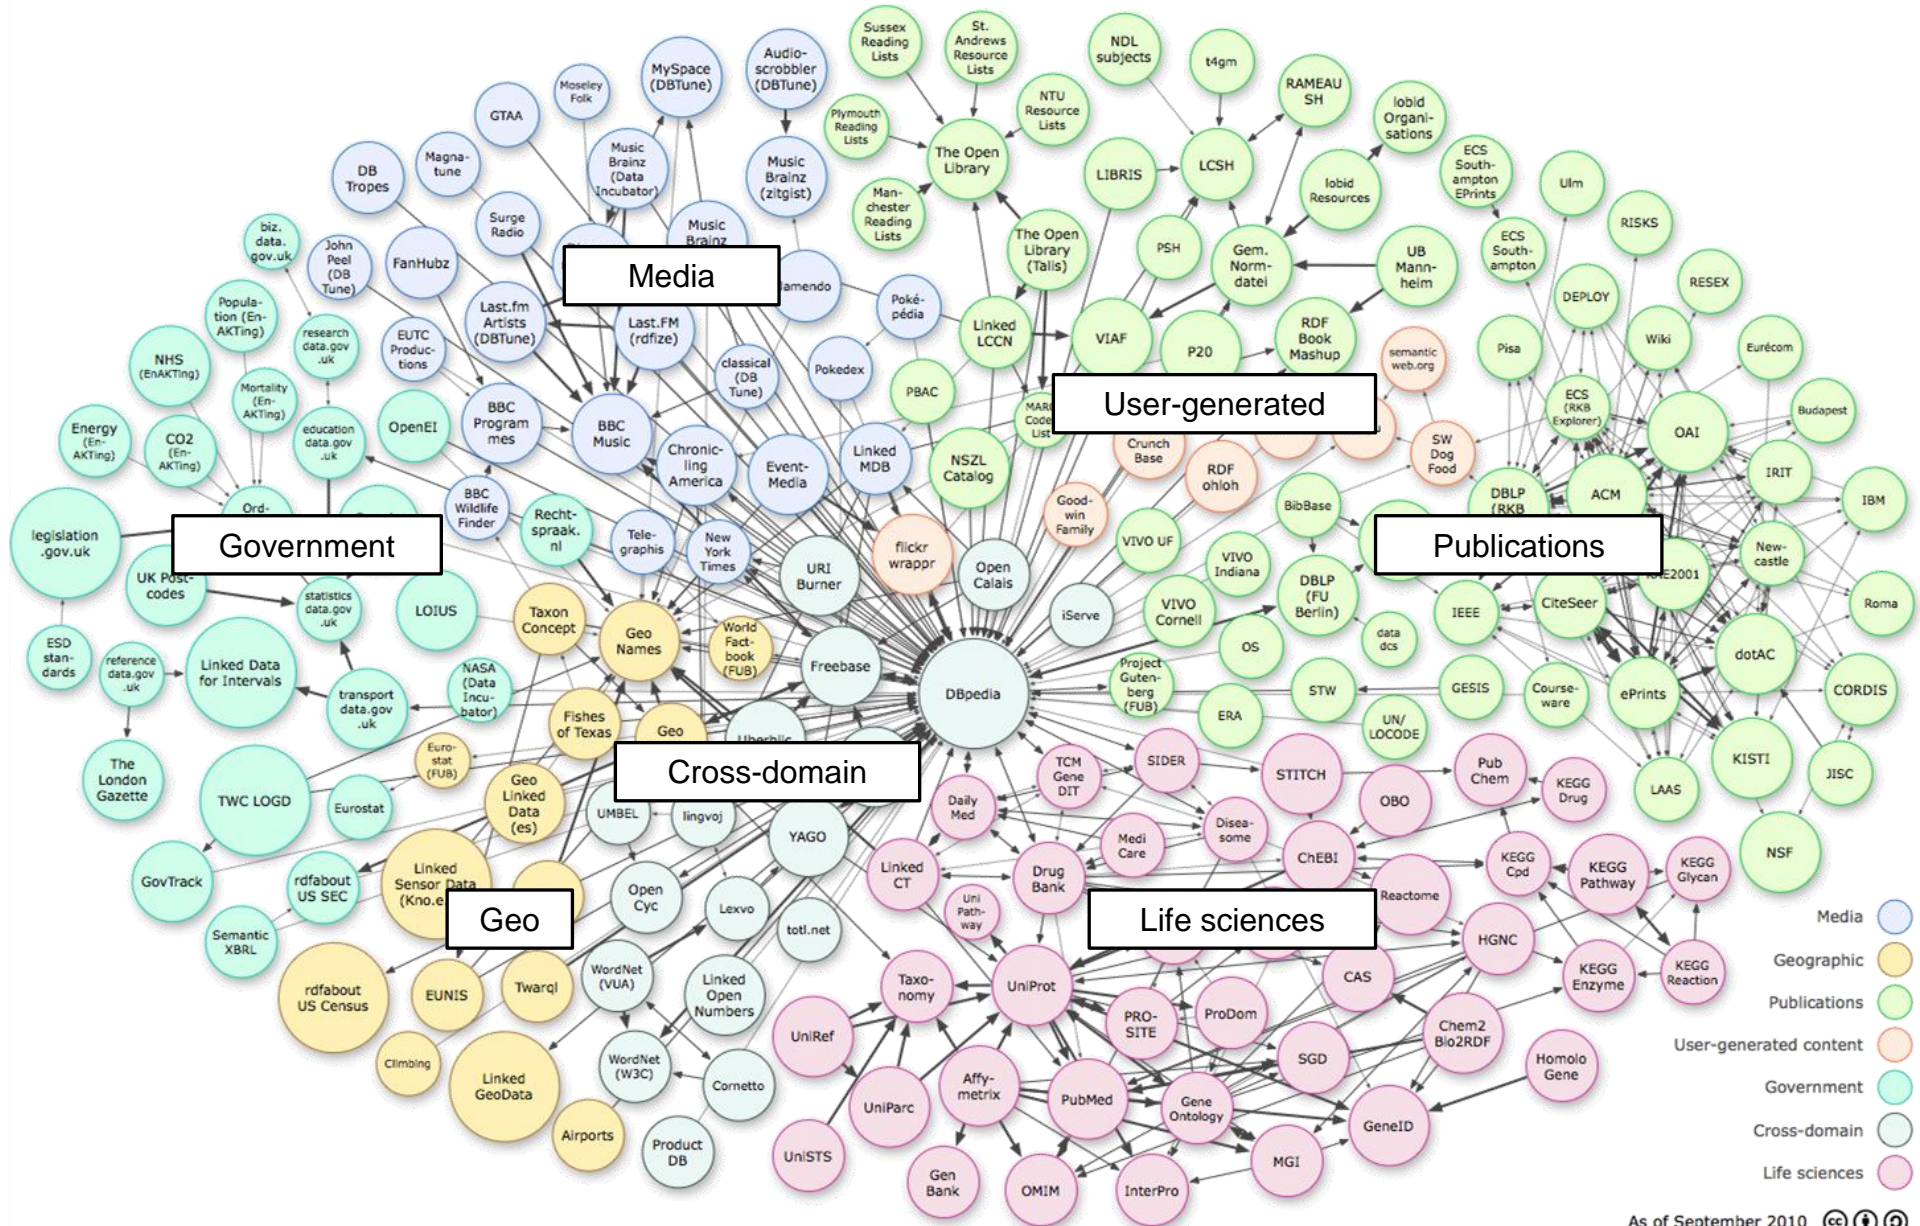 Sussex
Reading
Lists
St.
Andrews
Resource
Lists
NDL
subjects
t4gm
RAMEAU
SH
lobid
Organi-
sations
Audio-
scrobbler
(DBTune)
MySpace
(DBTune)
Moseley
Folk
GTAA
Plymouth
Reading
Lists
NTU
Resource
Lists
The Open
Library
LIBRIS
LCSH
lobid
Resources
ECS
South-
ampton
EPrints
Ulm
DB
Tropes
Magna-
tune
Music
Brainz
(Data
Incubator)
Music
Brainz
(zitgist)
Man-
chester
Reading
Lists
The Open
Library
(Talis)
PSH
Gem.
Norm-
datei
UB
Mann-
heim
ECS
South-
ampton
RISKS
biz.
data.
gov.uk
John
Peel
(DB
Tune)
FanHubz
Surge
Radio
Music
Brainz
Media
amendo
Poké-
pédia
DEPLOY
RESEX
Popula-
tion (En-
AKTing)
research
data.gov
.uk
EUTC
Produc-
tions
Last.fm
Artists
(DBTune)
Last.FM
(rdfize)
Linked
LCCN
VIAF
P20
RDF
Book
Mashup
semantic
web.org
Pisa
Wiki
Eurécom
NHS
(EnAKTing)
Mortality
(En-
AKTing)
classical
(DB
Tune)
Pokedex
PBAC
MARC
Codes
List
User-generated
ECS
(RKB
Explorer)
OAI
Budapest
Energy
(En-
AKTing)
CO2
(En-
AKTing)
education
data.gov
.uk
OpenEI
BBC
Program
mes
BBC
Music
Chronic-
ling
America
Event-
Media
Linked
MDB
NSZL
Catalog
Crunch
Base
RDF
ohloh
SW
Dog
Food
IRIT
IBM
legislation
.gov.uk
Ord-
Government
BBC
Wildlife
Finder
Recht-
spraak.
nl
Tele-
graphis
New
York
Times
URI
Burner
flickr
wrappr
Open
Calais
Good-
win
Family
VIVO UF
BibBase
DBLP
(RKB
ACM
Publications
New-
castle
UK Post-
codes
statistics
data.gov
.uk
LOIUS
Taxon
Concept
Geo
Names
World
Fact-
book
(FUB)
Freebase
DBpedia
iServe
VIVO
Indiana
VIVO
Cornell
DBLP
(FU
Berlin)
IEEE
CiteSeer
RAE2001
Roma
ESD
stan-
dards
reference
data.gov
.uk
Linked Data
for Intervals
transport
data.gov
.uk
NASA
(Data
Incu-
bator)
Fishes
of Texas
Geo
Uberblic
Project
Guten-
berg
(FUB)
OS
data
dcs
STW
GESIS
Course-
ware
ePrints
dotAC
CORDIS
The
London
Gazette
TWC LOGD
Eurostat
Euro-
stat
(FUB)
Geo
Linked
Data
(es)
Cross-domain
ERA
UN/
LOCODE
KISTI
JISC
LAAS
UMBEL
lingvoj
YAGO
Daily
Med
TCM
Gene
DIT
SIDER
STITCH
Pub
Chem
KEGG
Drug
OBO
GovTrack
rdfabout
US SEC
Linked
Sensor Data
(Kno.e
Open
Cyc
Lexvo
totl.net
Linked
CT
Drug
Bank
Medi
Care
Disea-
some
ChEBI
KEGG
Cpd
KEGG
Pathway
KEGG
Glycan
NSF
Semantic
XBRL
Geo
Uni
Path-
way
Life sciences
Reactome
HGNC
Media
rdfabout
US Census
EUNIS
Twarql
WordNet
(VUA)
Linked
Open
Numbers
Taxo-
nomy
UniProt
PRO-
SITE
ProDom
CAS
KEGG
Enzyme
KEGG
Reaction
Geographic
Publications
Climbing
Linked
GeoData
WordNet
(W3C)
Cornetto
UniRef
Affy-
metrix
PubMed
Gene
Ontology
SGD
Chem2
Bio2RDF
Homolo
Gene
User-generated content
Airports
Product
DB
UniParc
UniSTS
Gen
Bank
OMIM
InterPro
MGI
GeneID
Government
Cross-domain
Life sciences
As of September 2010
cc